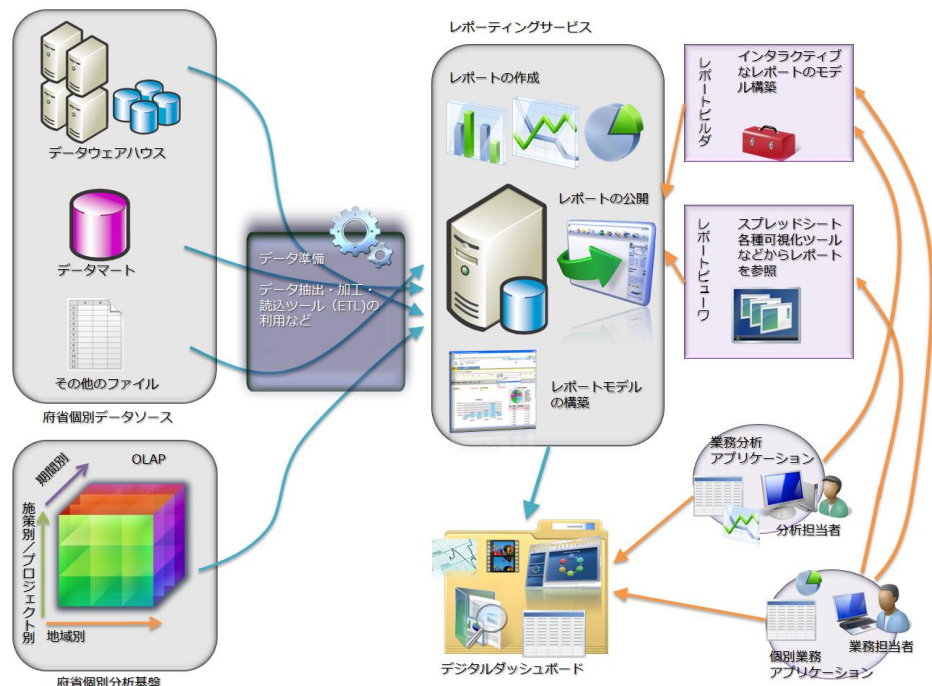 データウェアハウス
データマート
その他のファイル
府省個別データソース
データ準備
データ抽出・加工・
読込ツール（ETL)の
利用など
OLAP
期間別
施策別／プロジェクト別
地域別
府省個別分析基盤
レポーティングサービス
レポートの作成
レポートの公開
レポートモデル
の構築
レポートビルダ
インタラクティブ
なレポートのモデ
ル構築
レポートビューワ
スプレッドシート
各種可視化ツール
などからレポート
を参照
業務分析
アプリケーション
分析担当者
個別業務
アプリケーション
業務担当者
デジタルダッシュボード